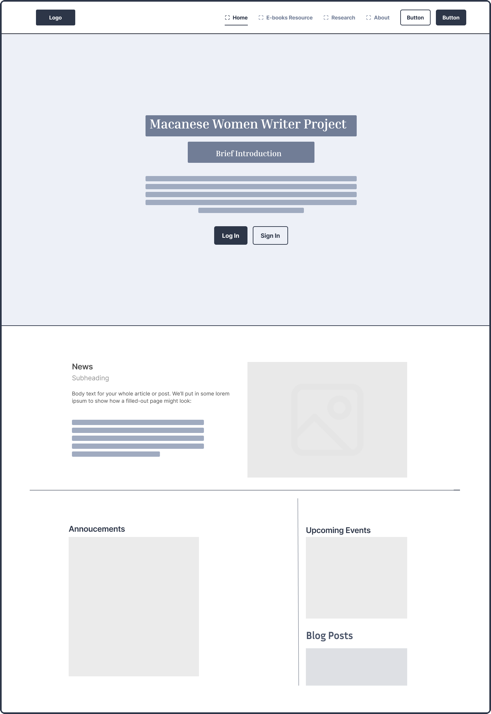 Logo
Home
E-books Resource
Research
About
Button
Button
Macanese Women Writer Project
Brief Introduction
Log In
Sign In
News
Subheading
Body text for your whole article or post. We'll put in some lorem
ipsum to show how a filled-out page might look:
Annoucements
Upcoming Events
Blog Posts